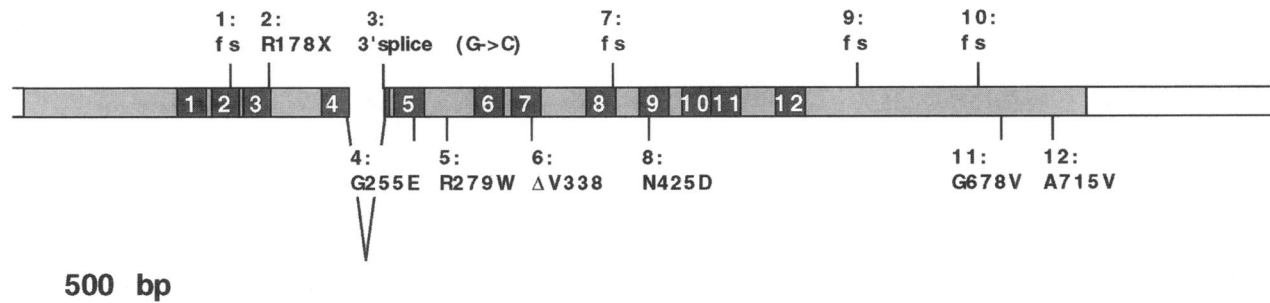 1: 2: 3: 7: 9: 10:
fs R178X 3'splice (G->C) fs fs fs
1 2 3 4 5 6 7 8 9 10 11 12
4: 5: 6: 8: 11: 12:
G255E R279W ΔV338 N425D G678V A715V
500 bp